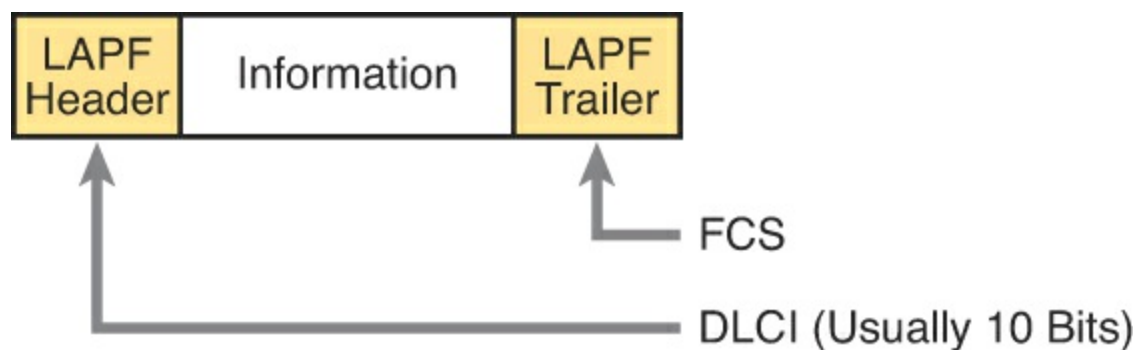 LAPF
Header
Information
LAPF
Trailer
FCS
DLCI (Usually 10 Bits)